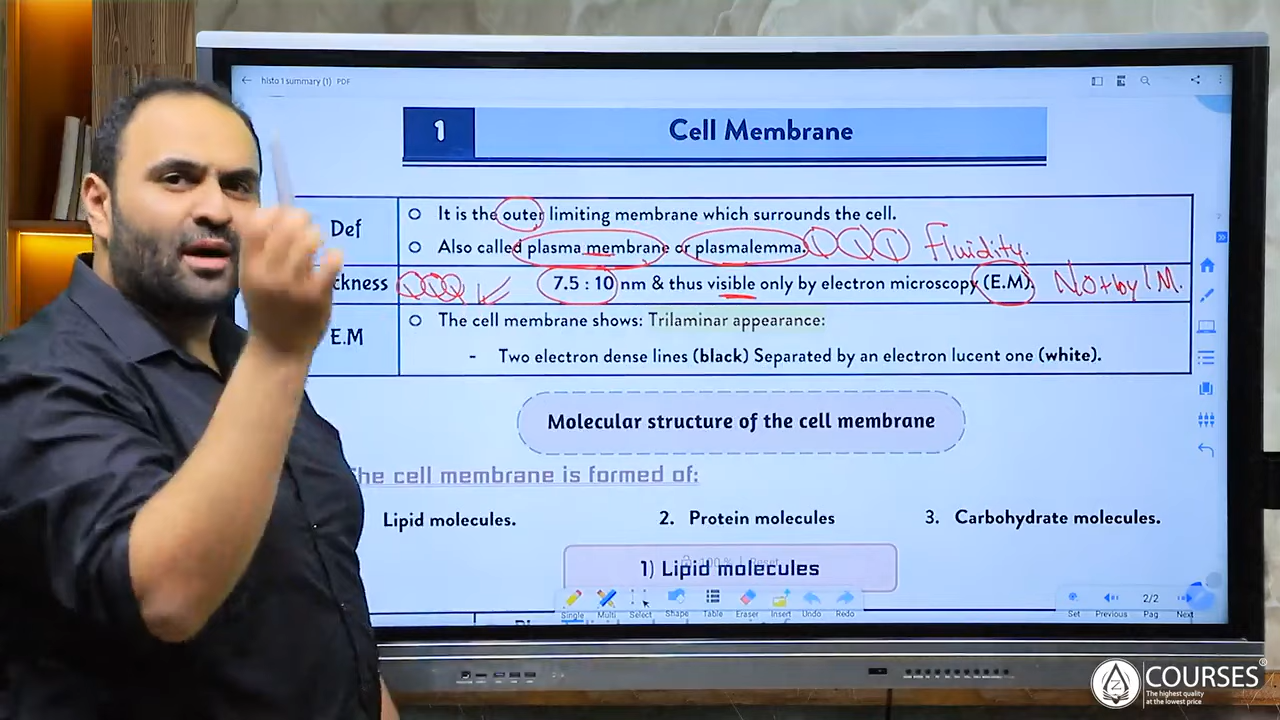 histo 1 summary (1) PDF
1 Cell Membrane
Def
It is the outer limiting membrane which surrounds the cell.
Also called plasma membrane or plasmalemma. Fluidity.
ckness 7.5 : 10 nm & thus visible only by electron microscopy (E.M). Not by L.M.
E.M
The cell membrane shows: Trilaminar appearance:
- Two electron dense lines (black) Separated by an electron lucent one (white).
Molecular structure of the cell membrane
The cell membrane is formed of:
Lipid molecules. 2. Protein molecules 3. Carbohydrate molecules.
100 % | Reset
1) Lipid molecules
Single Multi Select Shape Table Eraser Insert Undo Redo Set Previous 2/2 Pag Next
COURSES®
The highest quality
at the lowest price